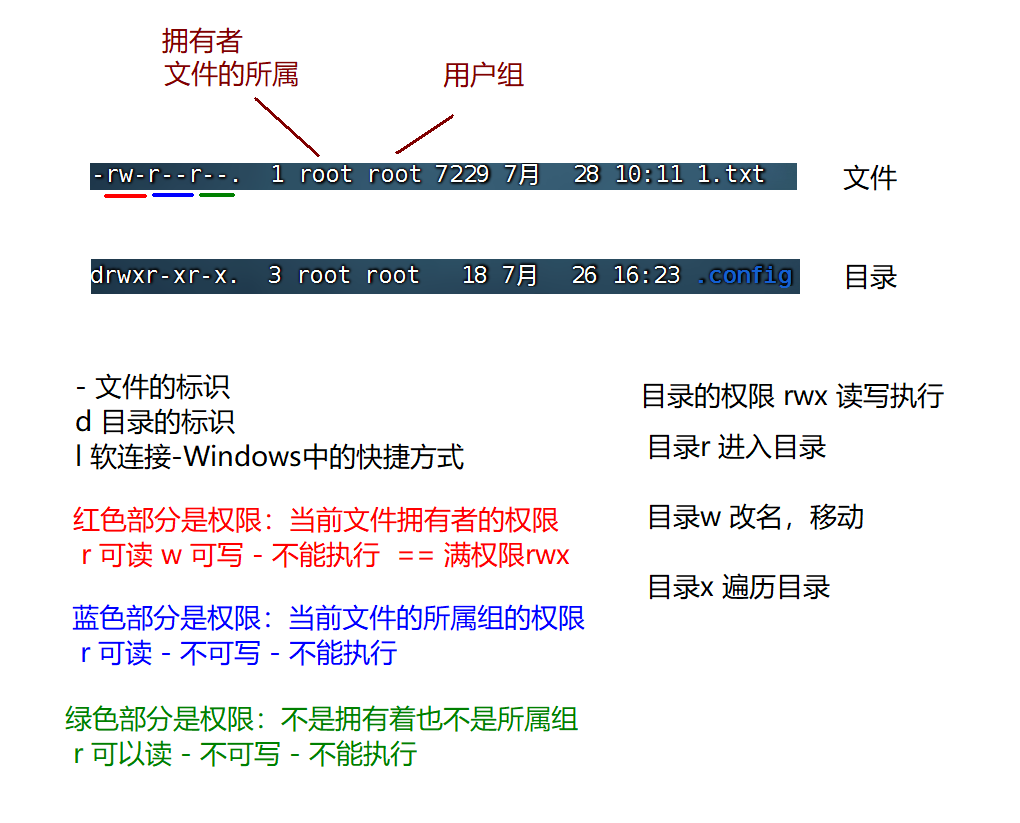 拥有者
文件的所属
用户组
-rw-r--r--. 1 root root 7229 7月 28 10:11 1.txt
文件
drwxr-xr-x. 3 root root 18 7月 26 16:23 .config
目录
- 文件的标识
d 目录的标识
l 软连接-Windows中的快捷方式
红色部分是权限：当前文件拥有者的权限
r 可读 w 可写 - 不能执行 == 满权限rwx
蓝色部分是权限：当前文件的所属组的权限
r 可读 - 不可写 - 不能执行
绿色部分是权限：不是拥有着也不是所属组
r 可以读 - 不可写 - 不能执行
目录的权限 rwx 读写执行
目录r 进入目录
目录w 改名，移动
目录x 遍历目录